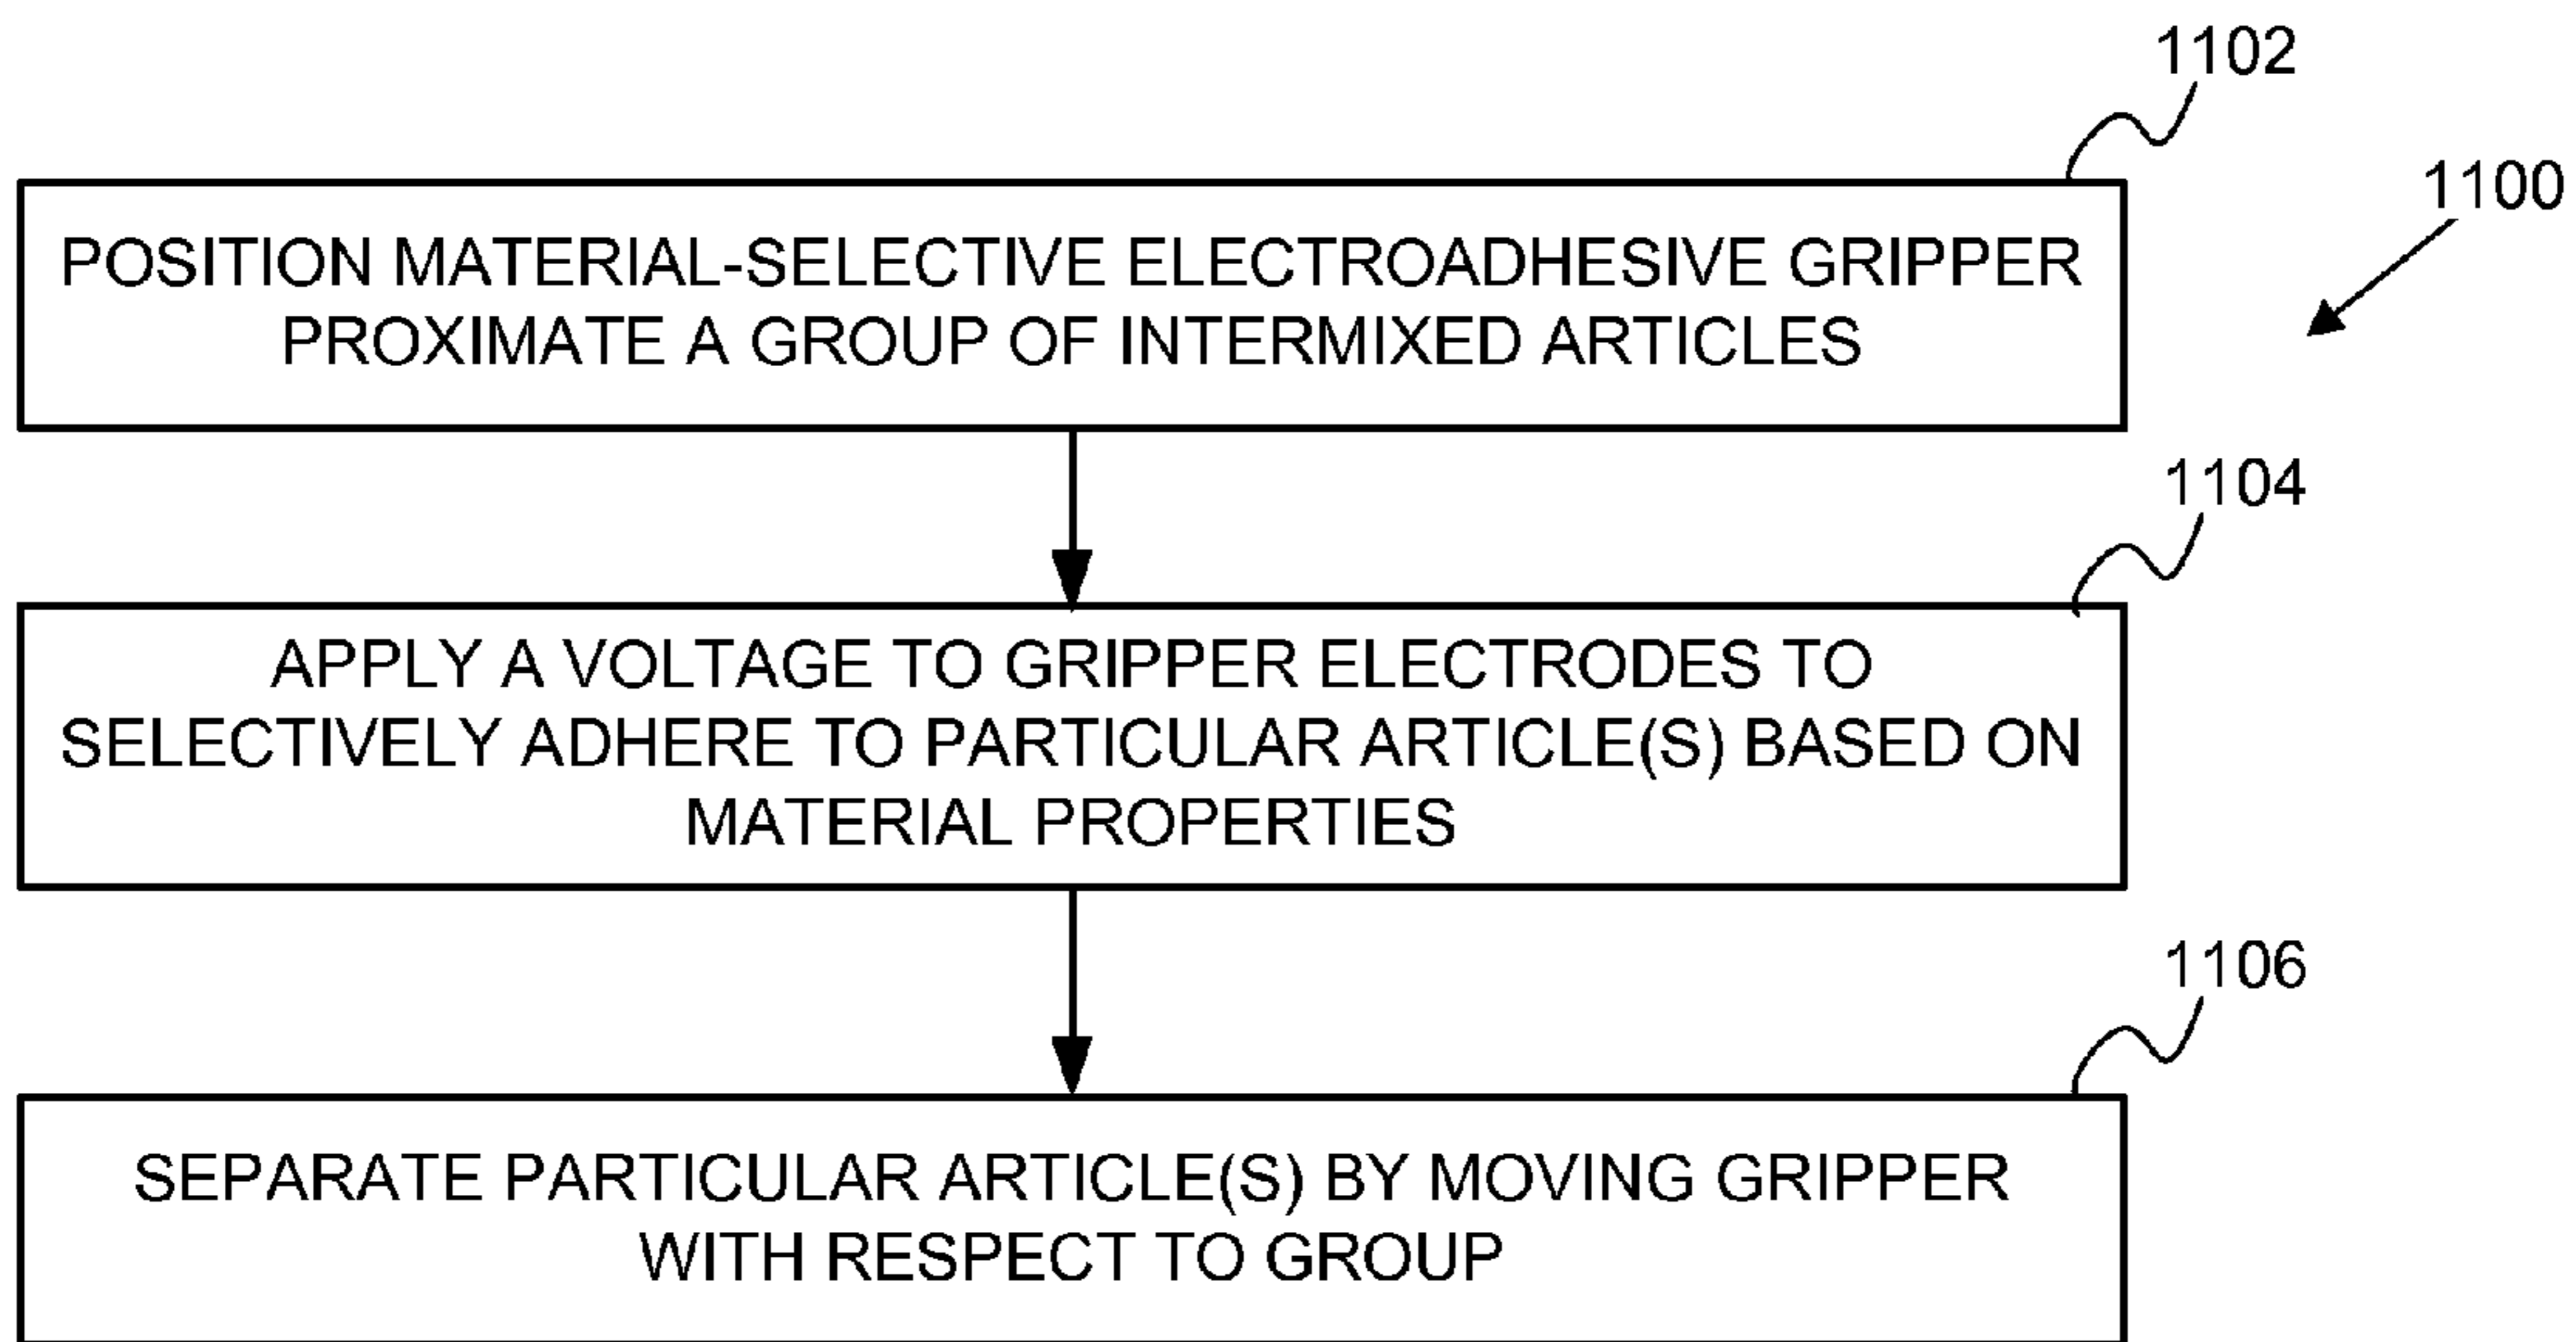 1102
1100
POSITION MATERIAL-SELECTIVE ELECTROADHESIVE GRIPPER
PROXIMATE A GROUP OF INTERMIXED ARTICLES
1104
APPLY A VOLTAGE TO GRIPPER ELECTRODES TO
SELECTIVELY ADHERE TO PARTICULAR ARTICLE(S) BASED ON
MATERIAL PROPERTIES
1106
SEPARATE PARTICULAR ARTICLE(S) BY MOVING GRIPPER
WITH RESPECT TO GROUP